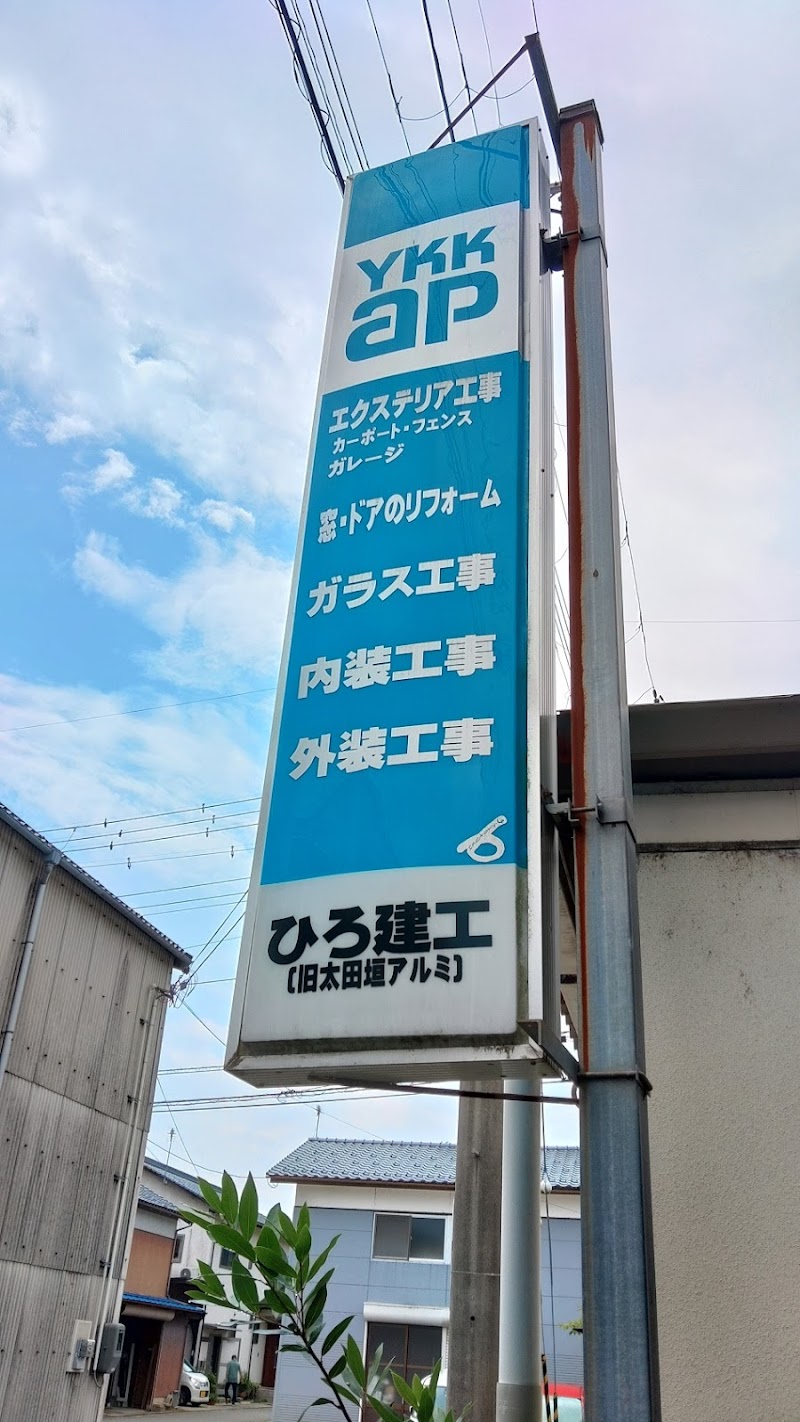 YKK
ap
エクステリア工事
カーポート・フェンス
ガレージ
窓・ドアのリフォーム
ガラス工事
内装工事
外装工事
ひろ建工
(旧太田垣アルミ)